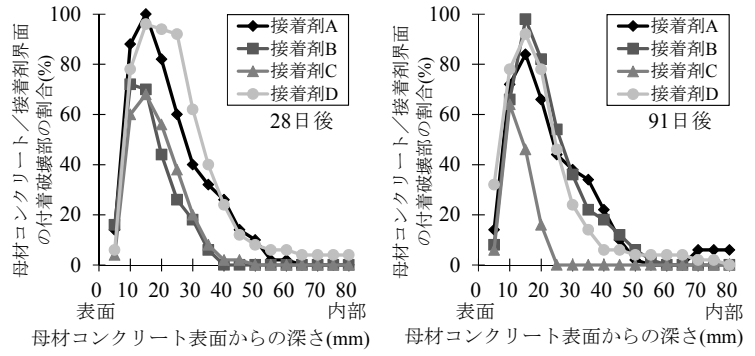 母材コンクリート／接着剤界面
の付着破壊部の割合(%)
100
80
60
40
20
0
接着剤A
接着剤B
接着剤C
接着剤D
28日後
0 10 20 30 40 50 60 70 80
表面 内部
母材コンクリート表面からの深さ(mm)
母材コンクリート／接着剤界面
の付着破壊部の割合(%)
100
80
60
40
20
0
接着剤A
接着剤B
接着剤C
接着剤D
91日後
0 10 20 30 40 50 60 70 80
表面 内部
母材コンクリート表面からの深さ(mm)